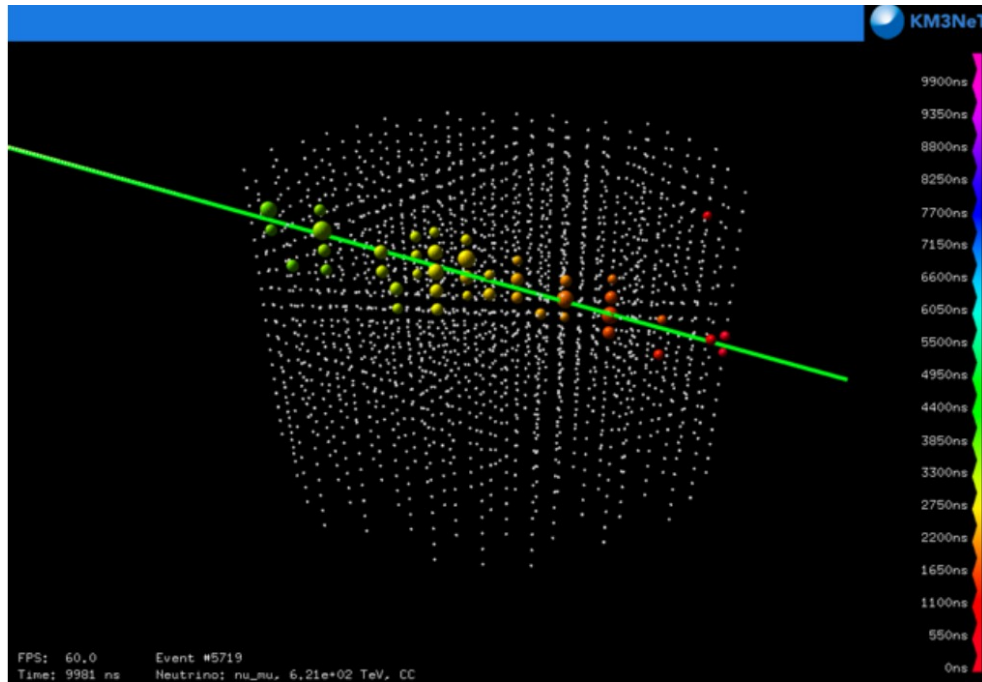 KM3NeT
9900ns
9350ns
8800ns
8250ns
7700ns
7150ns
6600ns
6050ns
5500ns
4950ns
4400ns
3850ns
3300ns
2750ns
2200ns
1650ns
1100ns
550ns
0ns
FPS: 60.0 Event #5719
Time: 9981 ns Neutrino: nu_mu, 6.21e+02 TeV, CC